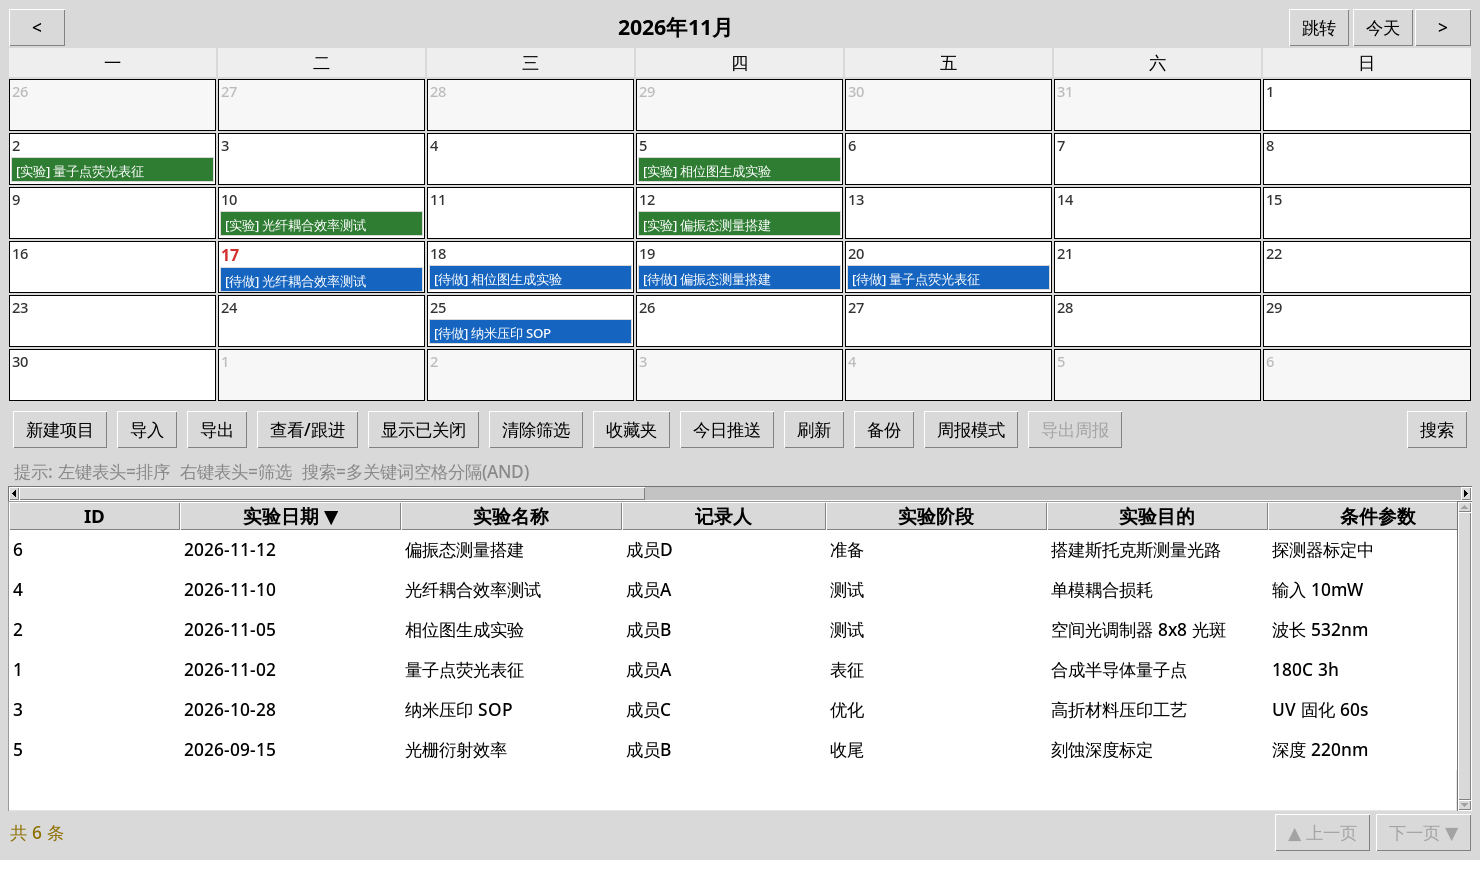 < 2026年11月 跳转 今天 >
一 二 三 四 五 六 日
26 27 28 29 30 31 1
2 3 4 5 6 7 8
[实验] 量子点荧光表征 [实验] 相位图生成实验
9 10 11 12 13 14 15
[实验] 光纤耦合效率测试 [实验] 偏振态测量搭建
16 17 18 19 20 21 22
[待做] 光纤耦合效率测试 [待做] 相位图生成实验 [待做] 偏振态测量搭建 [待做] 量子点荧光表征
23 24 25 26 27 28 29
[待做] 纳米压印 SOP
30 1 2 3 4 5 6
新建项目 导入 导出 查看/跟进 显示已关闭 清除筛选 收藏夹 今日推送 刷新 备份 周报模式 导出周报 搜索
提示: 左键表头=排序 右键表头=筛选 搜索=多关键词空格分隔(AND)
ID 实验日期 ▼ 实验名称 记录人 实验阶段 实验目的 条件参数
6 2026-11-12 偏振态测量搭建 成员D 准备 搭建斯托克斯测量光路 探测器标定中
4 2026-11-10 光纤耦合效率测试 成员A 测试 单模耦合损耗 输入 10mW
2 2026-11-05 相位图生成实验 成员B 测试 空间光调制器 8x8 光斑 波长 532nm
1 2026-11-02 量子点荧光表征 成员A 表征 合成半导体量子点 180C 3h
3 2026-10-28 纳米压印 SOP 成员C 优化 高折材料压印工艺 UV 固化 60s
5 2026-09-15 光栅衍射效率 成员B 收尾 刻蚀深度标定 深度 220nm
共 6 条 ▲ 上一页 下一页 ▼